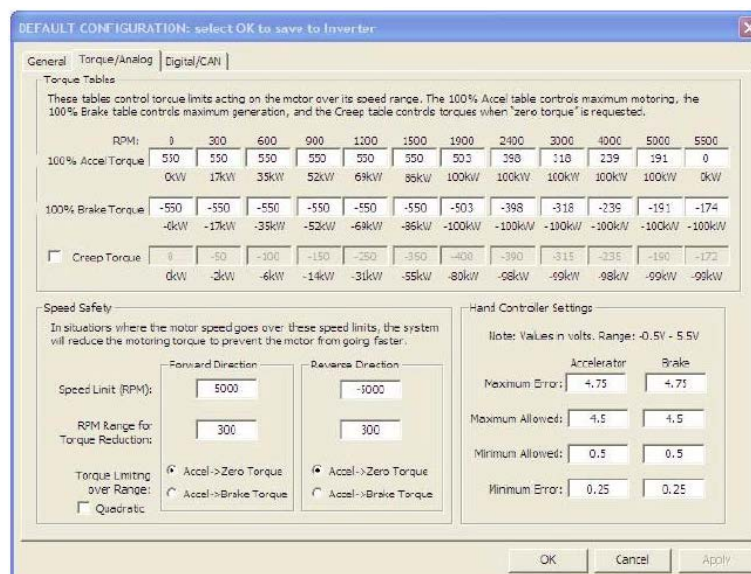 DEFAULT CONFIGURATION: select OK to save to Inverter
General Torque/Analog Digital/CAN
Torque Tables
These tables control torque limits acting on the motor over its speed range. The 100% Accel table controls maximum motoring, the
100% Brake table controls maximum generation, and the Creep table controls torques when "zero torque" is requested.
RPM: 0 300 600 900 1200 1500 1900 2400 3000 4000 5000 5500
100% Accel Torque 550 550 550 550 550 550 503 398 318 239 191 0
0kW 17kW 35kW 52kW 69kW 86kW 100kW 100kW 100kW 100kW 100kW 0kW
100% Brake Torque -550 -550 -550 -550 -550 -550 -503 -398 -318 -239 -191 -174
-0kW -17kW -35kW -52kW -69kW -86kW -100kW -100kW -100kW -100kW -100kW -100kW
Creep Torque 0 -50 -100 -150 -250 -350 -400 -390 -315 -235 -190 -172
0kW -2kW -6kW -14kW -31kW -55kW -80kW -98kW -99kW -98kW -99kW -99kW
Speed Safety
In situations where the motor speed goes over these speed limits, the system
will reduce the motoring torque to prevent the motor from going faster.
Forward Direction Reverse Direction
Speed Limit (RPM): 5000 -5000
RPM Range for
Torque Reduction: 300 300
Torque Limiting
over Range:
Accel->Zero Torque Accel->Zero Torque
Accel->Brake Torque Accel->Brake Torque
Quadratic
Hand Controller Settings
Note: Values in volts. Range: -0.5V - 5.5V
Accelerator Brake
Maximum Error: 4.75 4.75
Maximum Allowed: 4.5 4.5
Minimum Allowed: 0.5 0.5
Minimum Error: 0.25 0.25
OK Cancel Apply